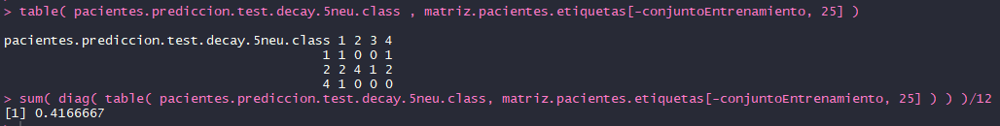 > table( pacientes.prediccion.test.decay.5neu.class , matriz.pacientes.etiquetas[-conjuntoEntrenamiento, 25] )
pacientes.prediccion.test.decay.5neu.class 1 2 3 4
1 1 0 0 1
2 2 4 1 2
4 1 0 0 0
> sum( diag( table( pacientes.prediccion.test.decay.5neu.class, matriz.pacientes.etiquetas[-conjuntoEntrenamiento, 25] ) ) )/12
[1] 0.4166667